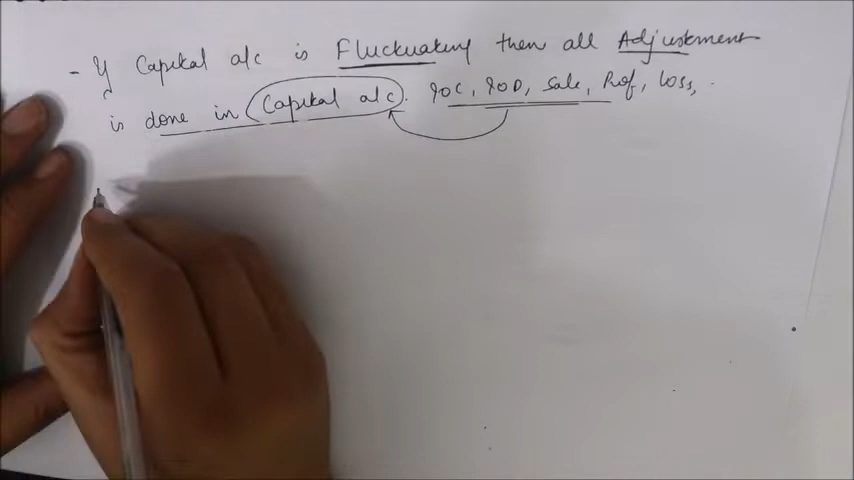 - If Capital a/c is Fluctuating then all Adjustment
is done in Capital a/c. IOC, IOD, Sale, Prof, loss,